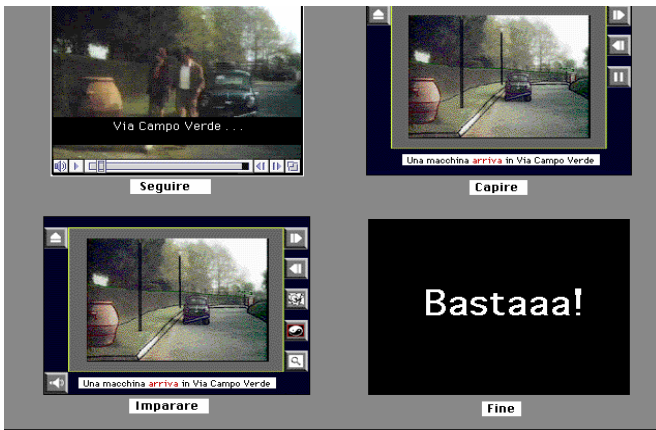 Via Campo Verde . . .
Seguire
Una macchina arriva in Via Campo Verde
Capire
Una macchina arriva in Via Campo Verde
Imparare
Bastaaa!
Fine